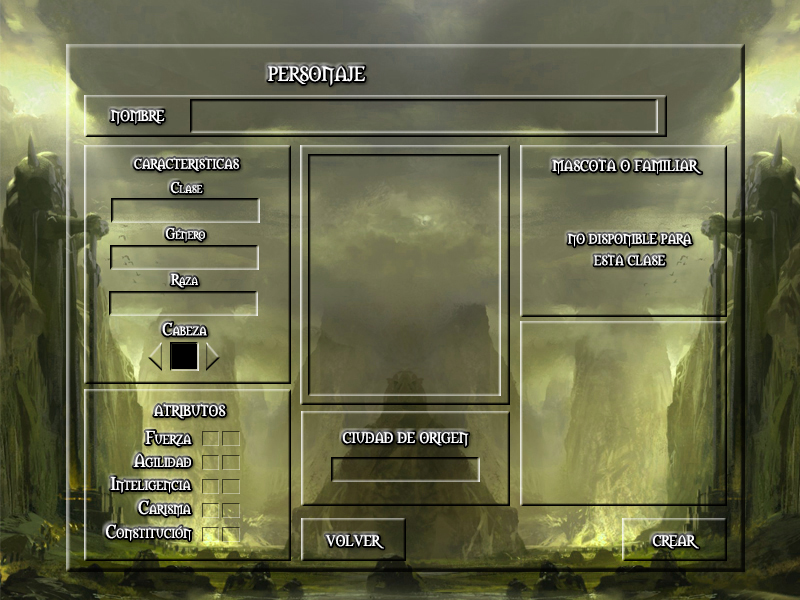 PERSONAJE
NOMBRE
CARACTERISTICAS
CLASE
GÉNERO
RAZA
CABEZA
ATRIBUTOS
FUERZA
AGILIDAD
INTELIGENCIA
CARISMA
CONSTITUCIÓN
CIUDAD DE ORIGEN
VOLVER
MASCOTA O FAMILIAR
NO DISPONIBLE PARA
ESTA CLASE
CREAR